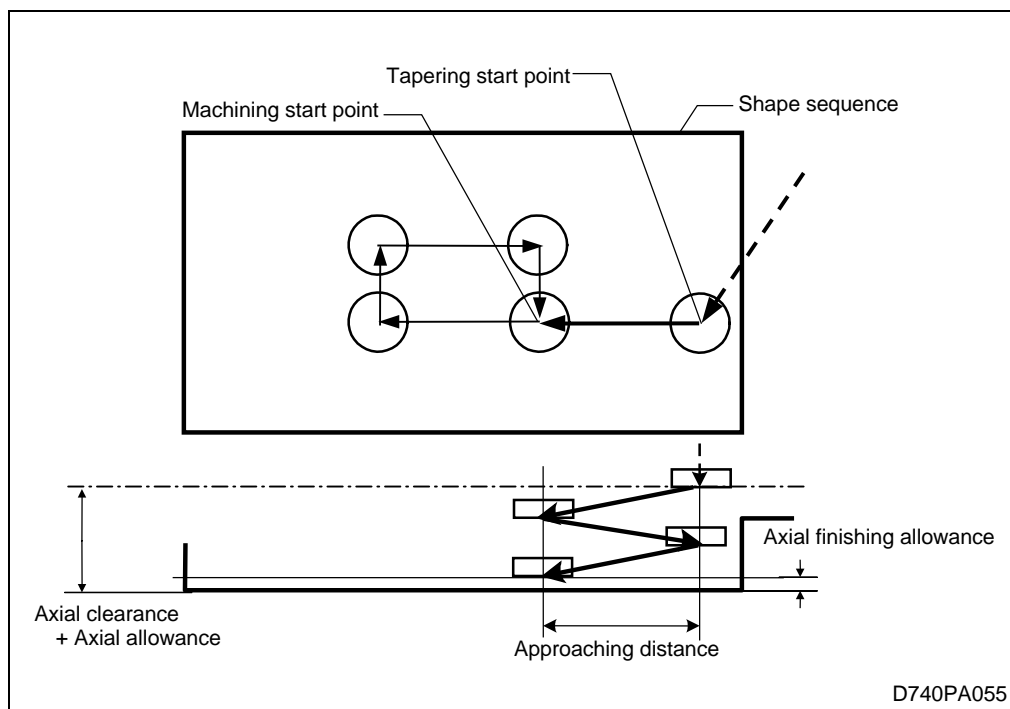 Tapering start point
Machining start point
Shape sequence
Axial finishing allowance
Axial clearance
+ Axial allowance
Approaching distance
D740PA055